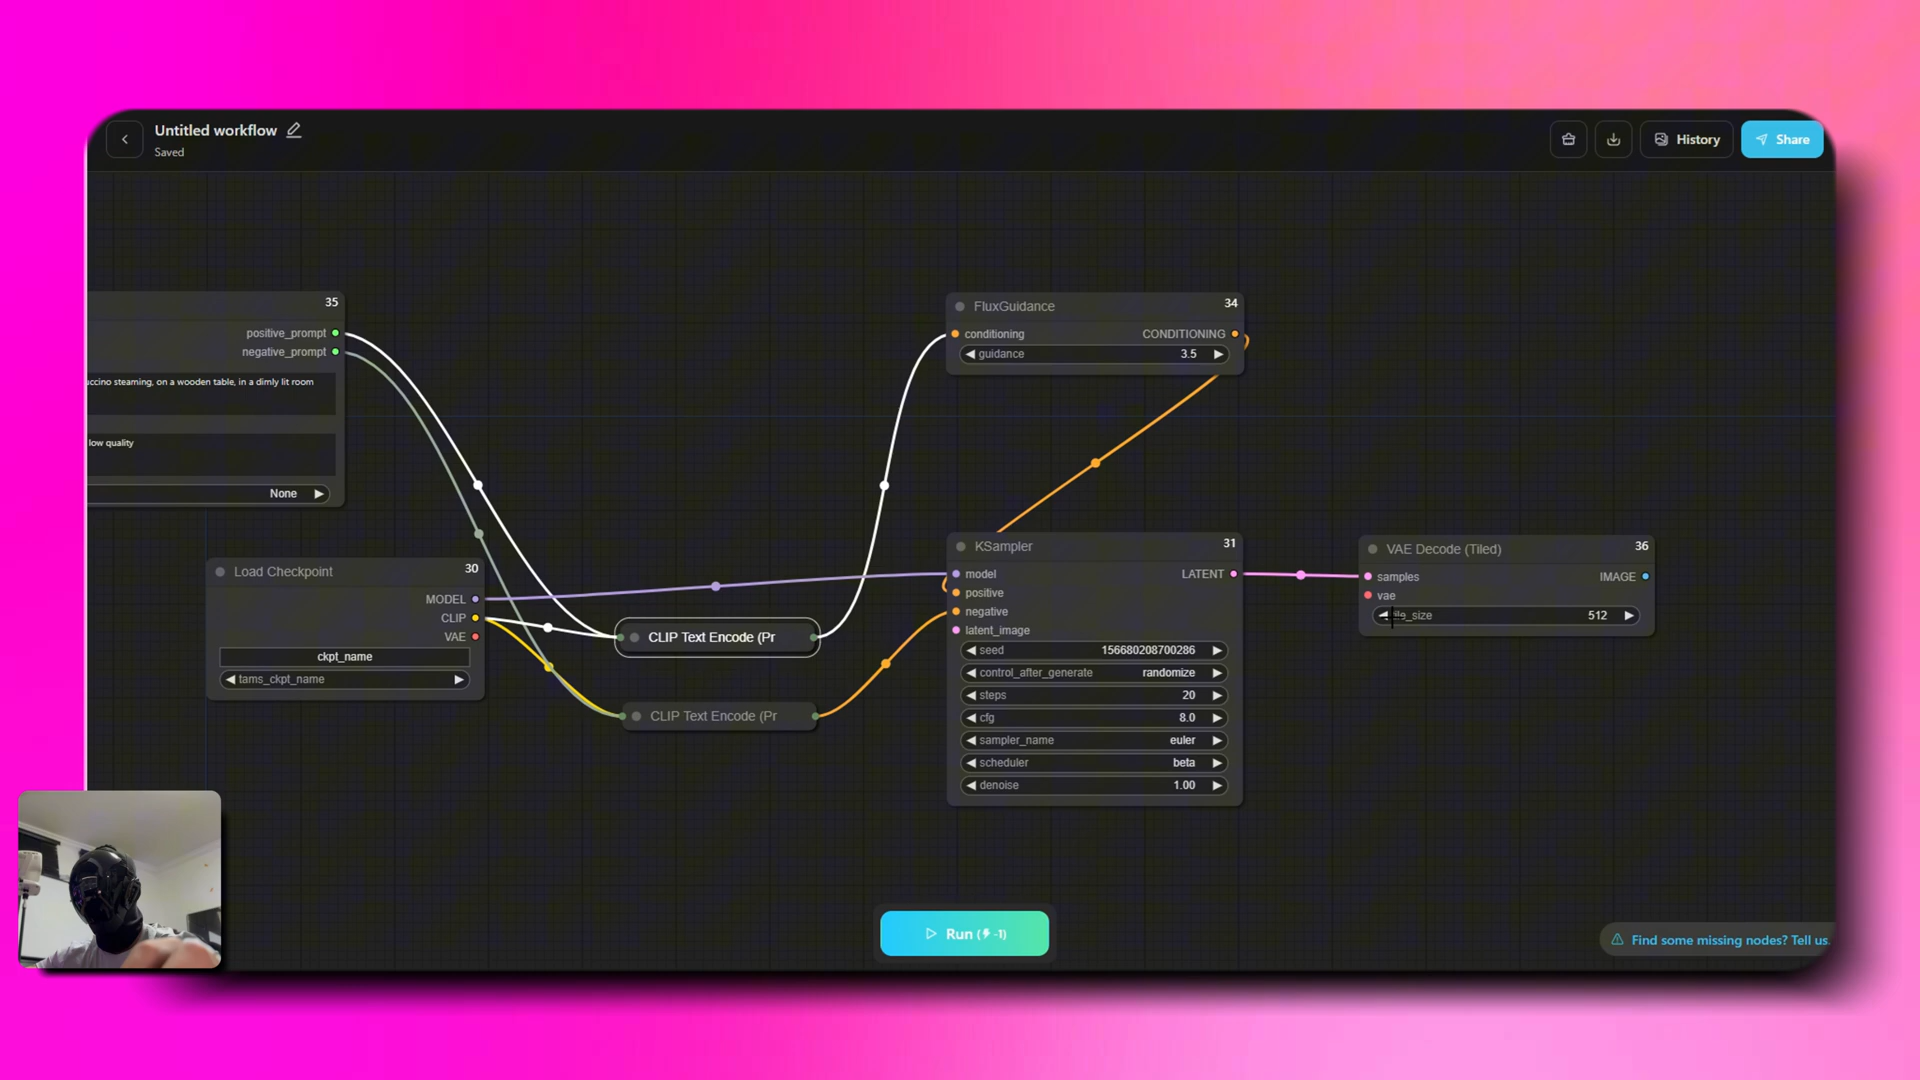 Untitled workflow
Saved
History
Share
35
positive_prompt
negative_prompt
uccino steaming, on a wooden table, in a dimly lit room
low quality
None
FluxGuidance
34
conditioning
CONDITIONING
guidance
3.5
Load Checkpoint
30
MODEL
CLIP
VAE
ckpt_name
tams_ckpt_name
CLIP Text Encode (Pr
CLIP Text Encode (Pr
KSampler
31
model
LATENT
positive
negative
latent_image
seed
156680208700286
control_after_generate
randomize
steps
20
cfg
8.0
sampler_name
euler
scheduler
beta
denoise
1.00
VAE Decode (Tiled)
36
samples
IMAGE
vae
512
Run (-1)
Find some missing nodes? Tell us.